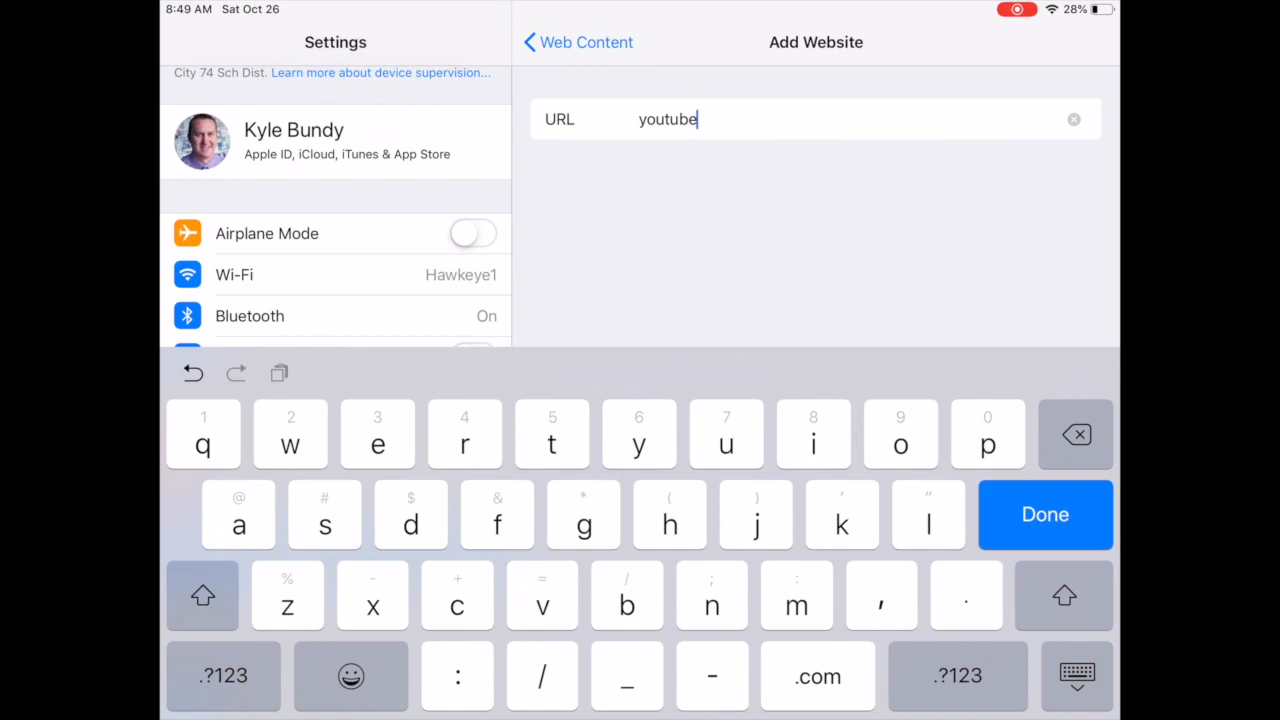 8:49 AM Sat Oct 26
28%
Settings
Web Content
Add Website
City 74 Sch Dist. Learn more about device supervision...
URL youtube
Kyle Bundy
Apple ID, iCloud, iTunes & App Store
Airplane Mode
Wi-Fi Hawkeye1
Bluetooth On
1 2 3 4 5 6 7 8 9 0
q w e r t y u i o p
@ # $ & * ( ) ' "
a s d f g h j k l Done
% - + = / ; :
z x c v b n m , .
.?123 : / _ - .com .?123